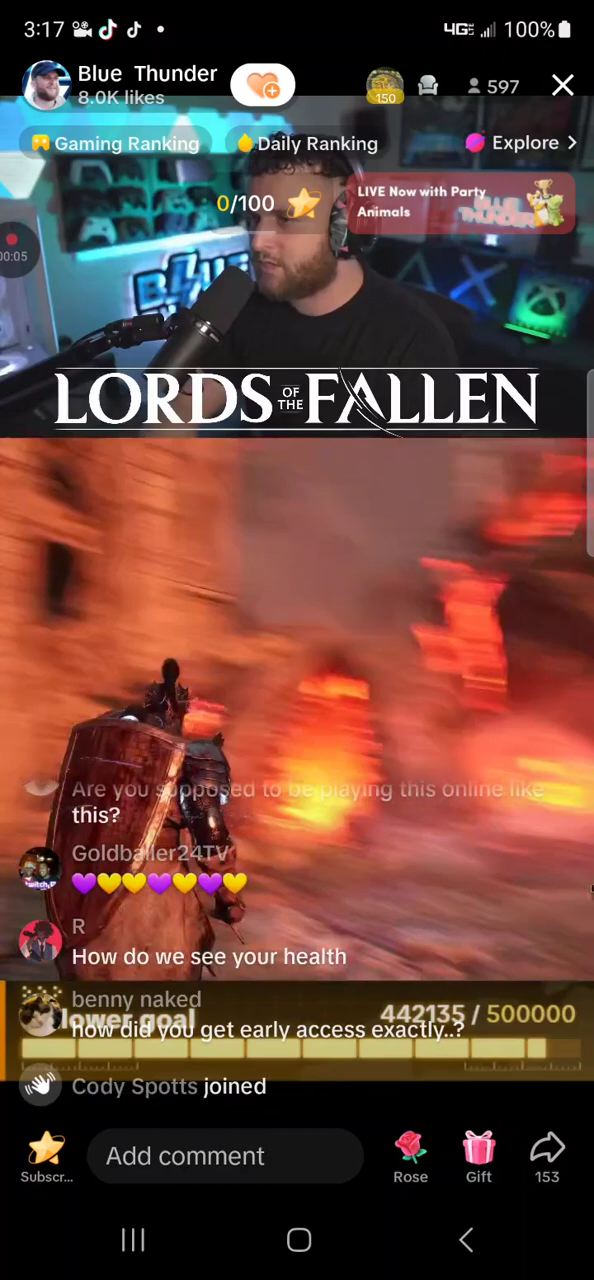 3:17
4G
100%
Blue Thunder
8.0K likes
150
597
Gaming Ranking
Daily Ranking
Explore
0/100
LIVE Now with Party
Animals
BLUE
THUNDER
00:05
LORDS OF THE FALLEN
Are you supposed to be playing this online like
this?
Goldballer24TV
💜💛💛💜💛💜💛
R
How do we see your health
benny naked
lower goal
442135 / 500000
how did you get early access exactly..?
Cody Spotts joined
Subscr...
Add comment
Rose
Gift
153